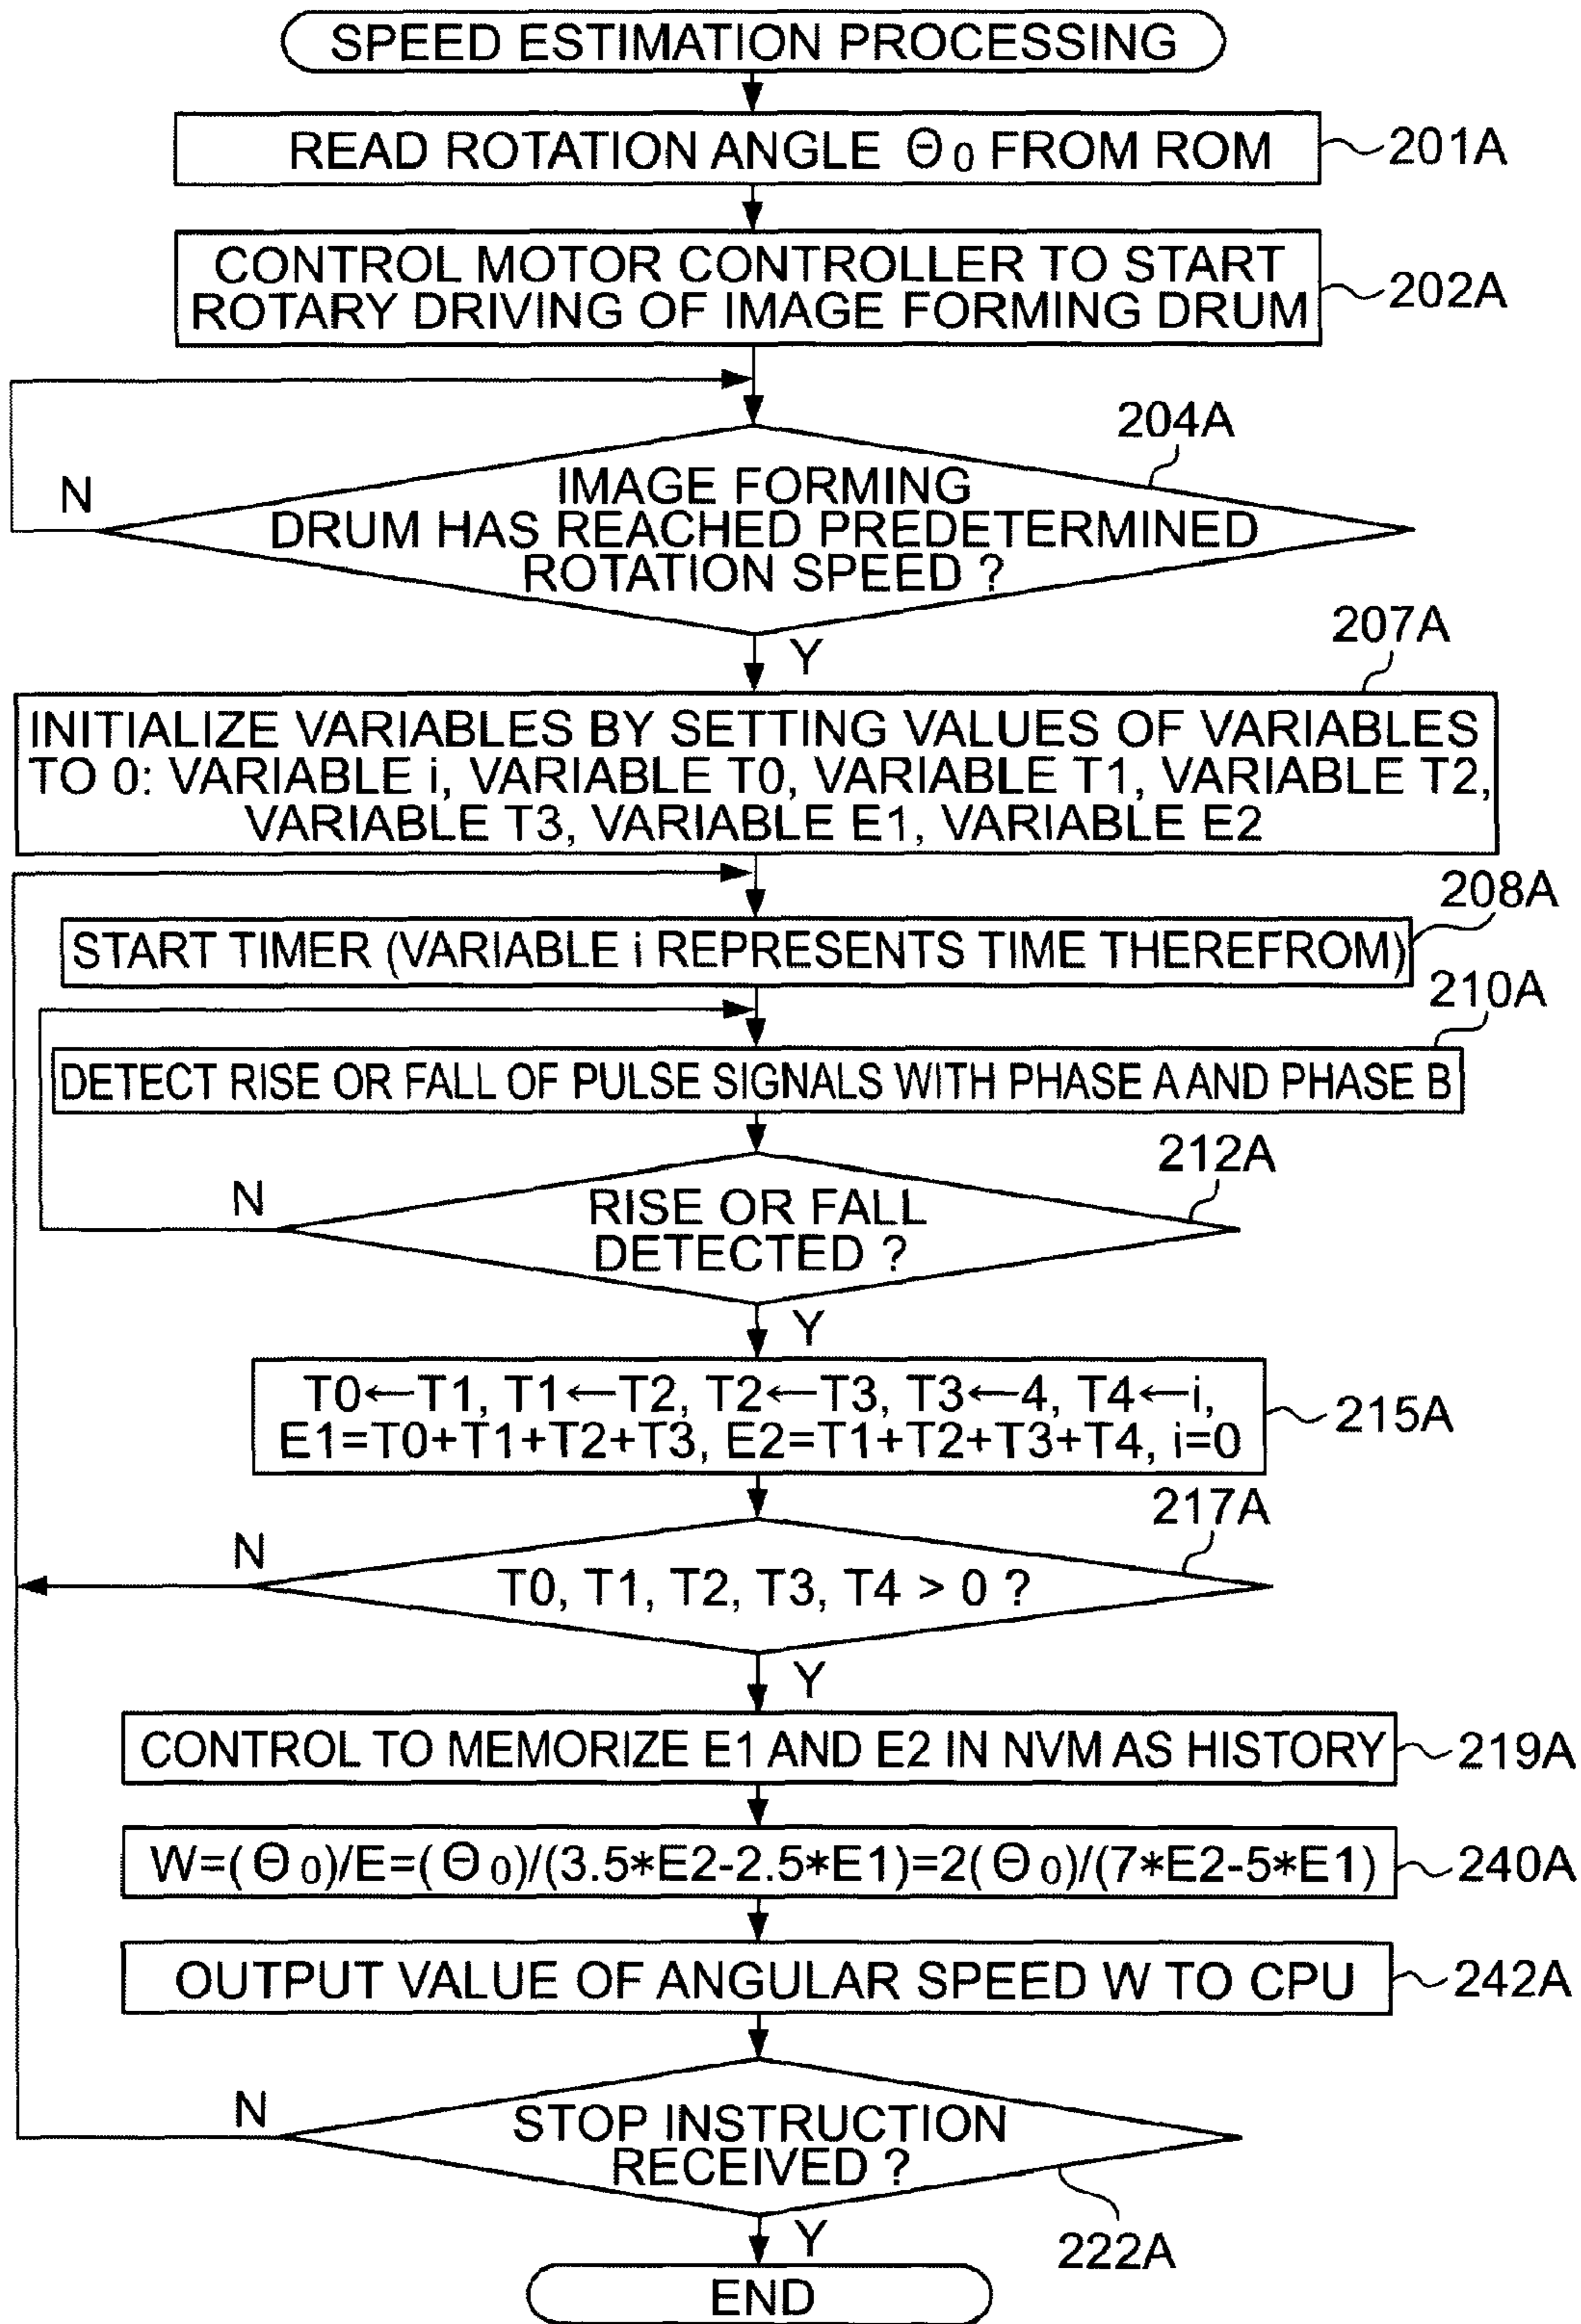 SPEED ESTIMATION PROCESSING
READ ROTATION ANGLE Θ0 FROM ROM
201A
CONTROL MOTOR CONTROLLER TO START
ROTARY DRIVING OF IMAGE FORMING DRUM
202A
204A
N
IMAGE FORMING
DRUM HAS REACHED PREDETERMINED
ROTATION SPEED ?
Y
207A
INITIALIZE VARIABLES BY SETTING VALUES OF VARIABLES
TO 0: VARIABLE i, VARIABLE T0, VARIABLE T1, VARIABLE T2,
VARIABLE T3, VARIABLE E1, VARIABLE E2
208A
START TIMER (VARIABLE i REPRESENTS TIME THEREFROM)
210A
DETECT RISE OR FALL OF PULSE SIGNALS WITH PHASE A AND PHASE B
212A
N
RISE OR FALL
DETECTED ?
Y
T0←T1, T1←T2, T2←T3, T3←4, T4←i,
E1=T0+T1+T2+T3, E2=T1+T2+T3+T4, i=0
215A
217A
N
T0, T1, T2, T3, T4 > 0 ?
Y
CONTROL TO MEMORIZE E1 AND E2 IN NVM AS HISTORY
219A
W=(Θ0)/E=(Θ0)/(3.5*E2-2.5*E1)=2(Θ0)/(7*E2-5*E1)
240A
OUTPUT VALUE OF ANGULAR SPEED W TO CPU
242A
N
STOP INSTRUCTION
RECEIVED ?
222A
Y
END